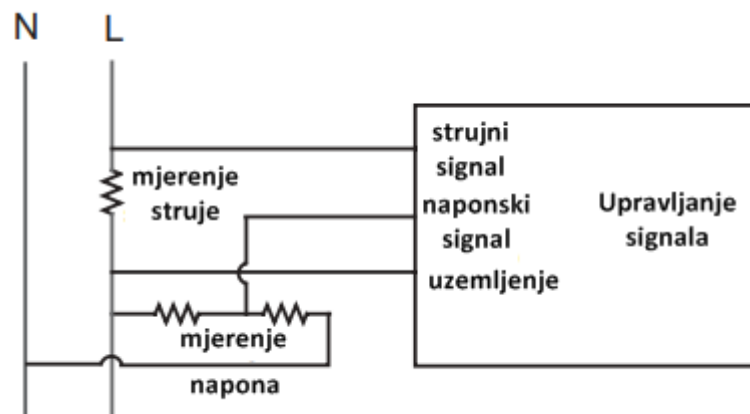 N L
strujni
signal
mjerenje
struje
naponski
signal
Upravljanje
signala
uzemljenje
mjerenje
napona